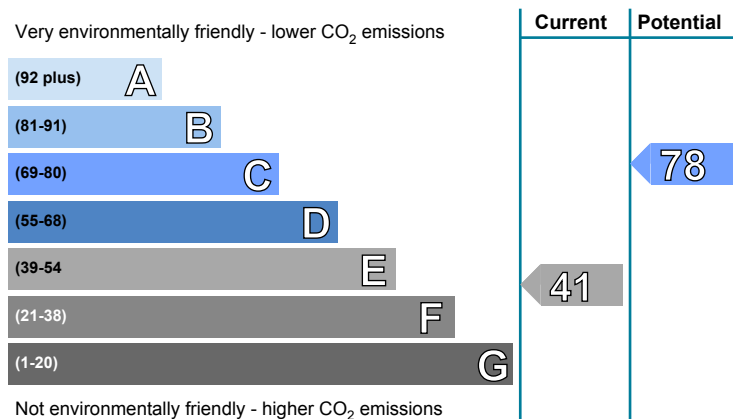 Current Potential
Very environmentally friendly - lower CO2 emissions
(92 plus) A
(81-91) B
(69-80) C
78
(55-68) D
(39-54 E
41
(21-38) F
(1-20) G
Not environmentally friendly - higher CO2 emissions